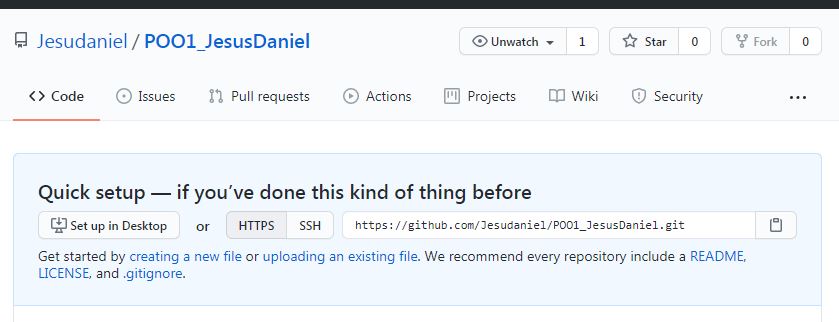 Jesudaniel / POO1_JesusDaniel
Unwatch 1 Star 0 Fork 0
Code Issues Pull requests Actions Projects Wiki Security ...
Quick setup — if you’ve done this kind of thing before
Set up in Desktop or HTTPS SSH https://github.com/Jesudaniel/POO1_JesusDaniel.git
Get started by creating a new file or uploading an existing file. We recommend every repository include a README,
LICENSE, and .gitignore.